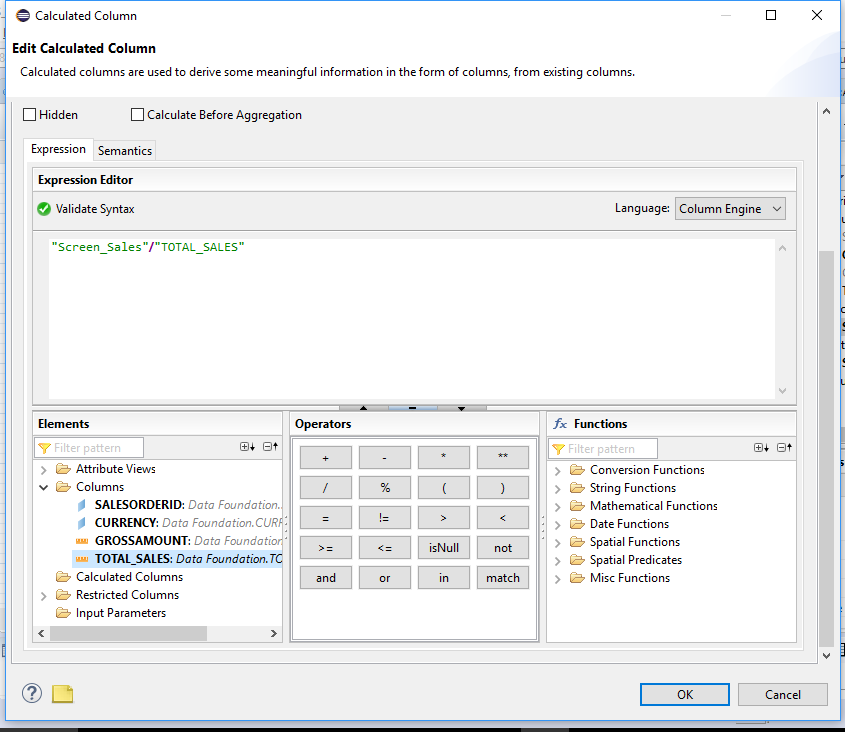 Calculated Column
Edit Calculated Column
Calculated columns are used to derive some meaningful information in the form of columns, from existing columns.
Hidden
Calculate Before Aggregation
Expression
Semantics
Expression Editor
Validate Syntax
Language:
Column Engine
"Screen_Sales"/"TOTAL_SALES"
Elements
Filter pattern
Attribute Views
Columns
SALESORDERID: Data Foundation.
CURRENCY: Data Foundation.CURR
GROSSAMOUNT: Data Foundation
TOTAL_SALES: Data Foundation.TO
Calculated Columns
Restricted Columns
Input Parameters
Operators
+ - * **
/ % ( )
= != > <
>= <= isNull not
and or in match
fx Functions
Filter pattern
Conversion Functions
String Functions
Mathematical Functions
Date Functions
Spatial Functions
Spatial Predicates
Misc Functions
?
OK
Cancel